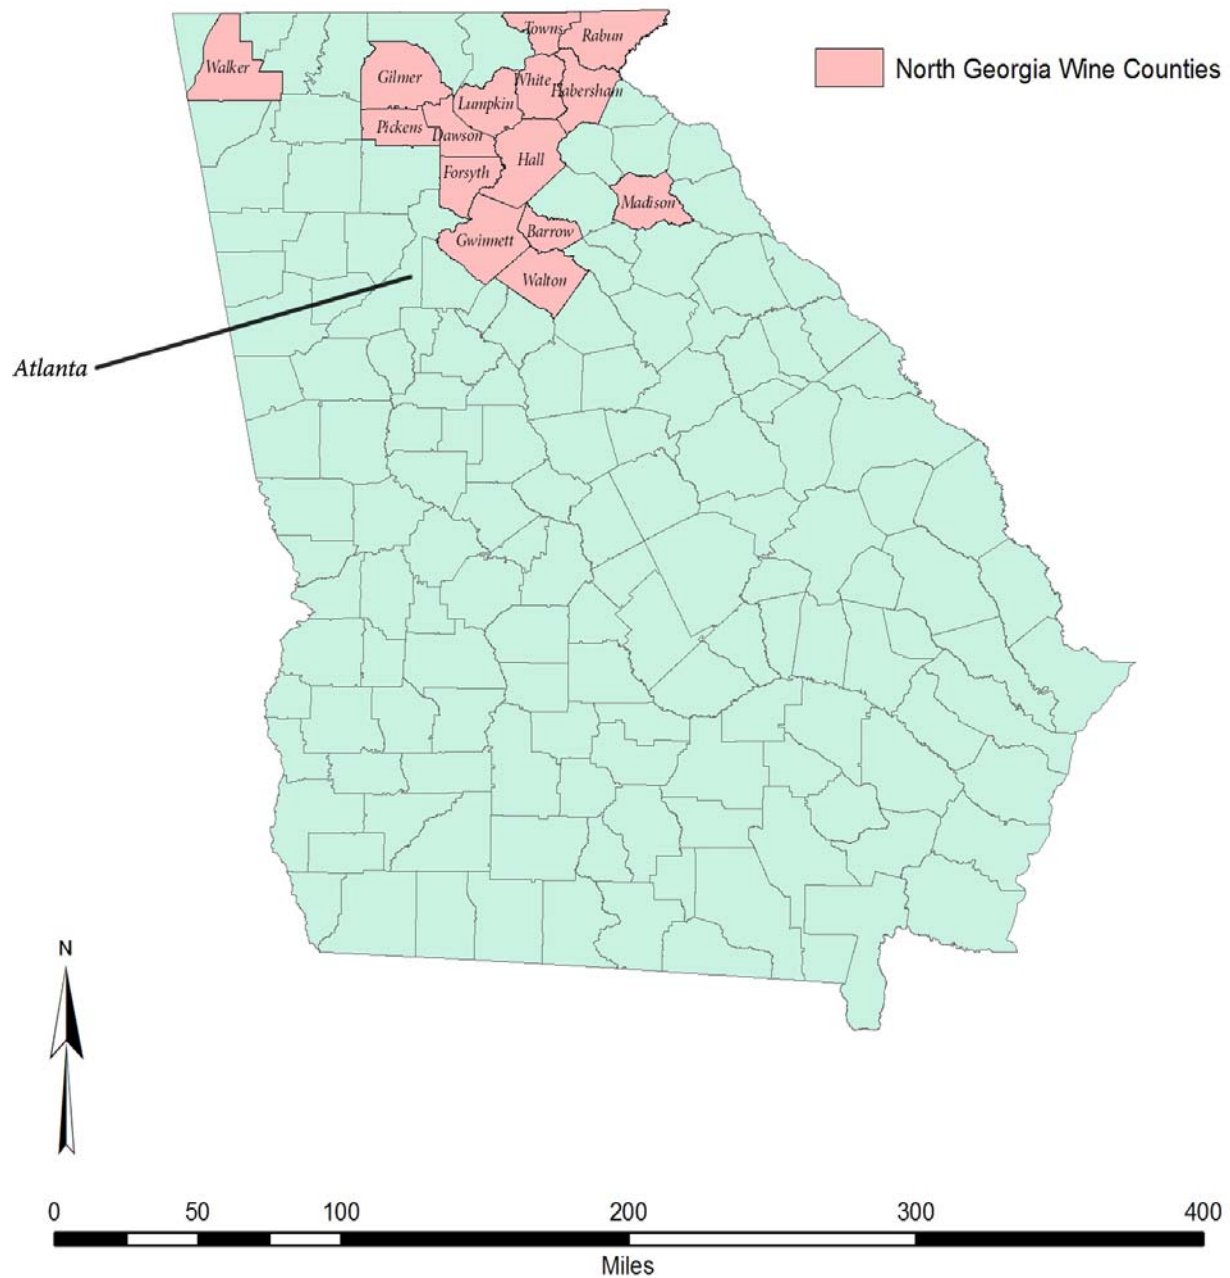 Towns
Rabun
Walker
Gilmer
White
Habersham
Lumpkin
North Georgia Wine Counties
Pickens
Dawson
Hall
Forsyth
Madison
Gwinnett
Barrow
Walton
Atlanta
N
0 50 100 200 300 400
Miles